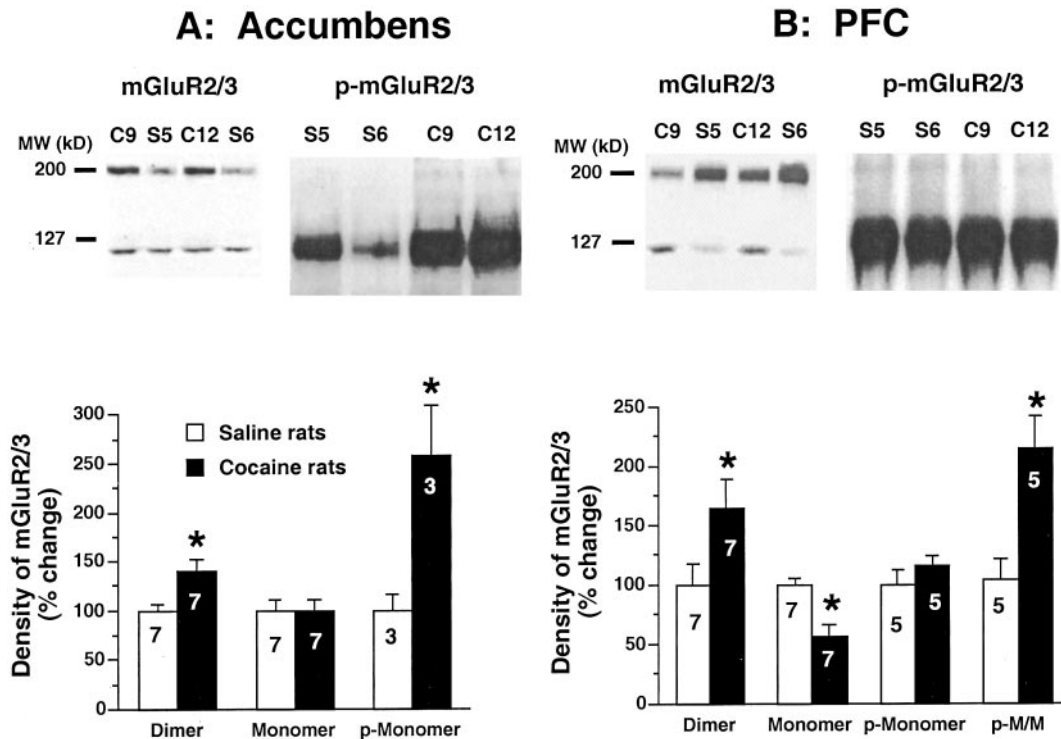 A: Accumbens
mGluR2/3
p-mGluR2/3
MW (kD)
C9 S5 C12 S6
S5 S6 C9 C12
200
127
Density of mGluR2/3
(% change)
300
250
200
150
100
50
0
Saline rats
Cocaine rats
*
*
7
7
7
7
3
3
Dimer
Monomer
p-Monomer
B: PFC
mGluR2/3
p-mGluR2/3
MW (kD)
C9 S5 C12 S6
S5 S6 C9 C12
200
127
Density of mGluR2/3
(% change)
250
200
150
100
50
0
*
*
*
7
7
7
7
5
5
5
5
Dimer
Monomer
p-Monomer
p-M/M